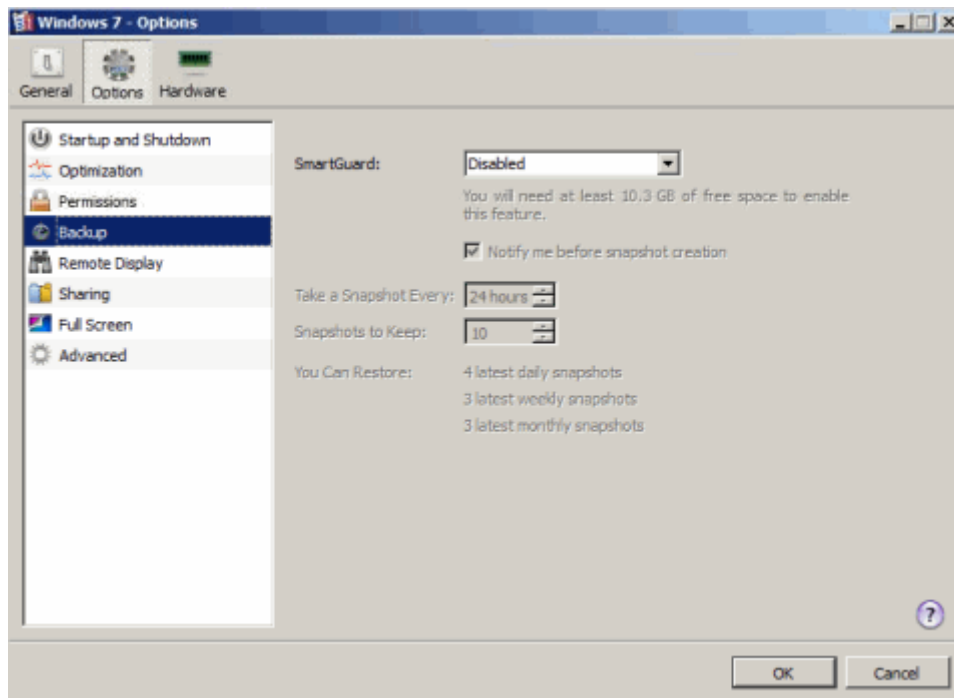 Windows 7 - Options
General Options Hardware
Startup and Shutdown
Optimization
Permissions
Backup
Remote Display
Sharing
Full Screen
Advanced
SmartGuard: Disabled
You will need at least 10.3 GB of free space to enable
this feature.
Notify me before snapshot creation
Take a Snapshot Every: 24 hours
Snapshots to Keep: 10
You Can Restore: 4 latest daily snapshots
3 latest weekly snapshots
3 latest monthly snapshots
?
OK Cancel